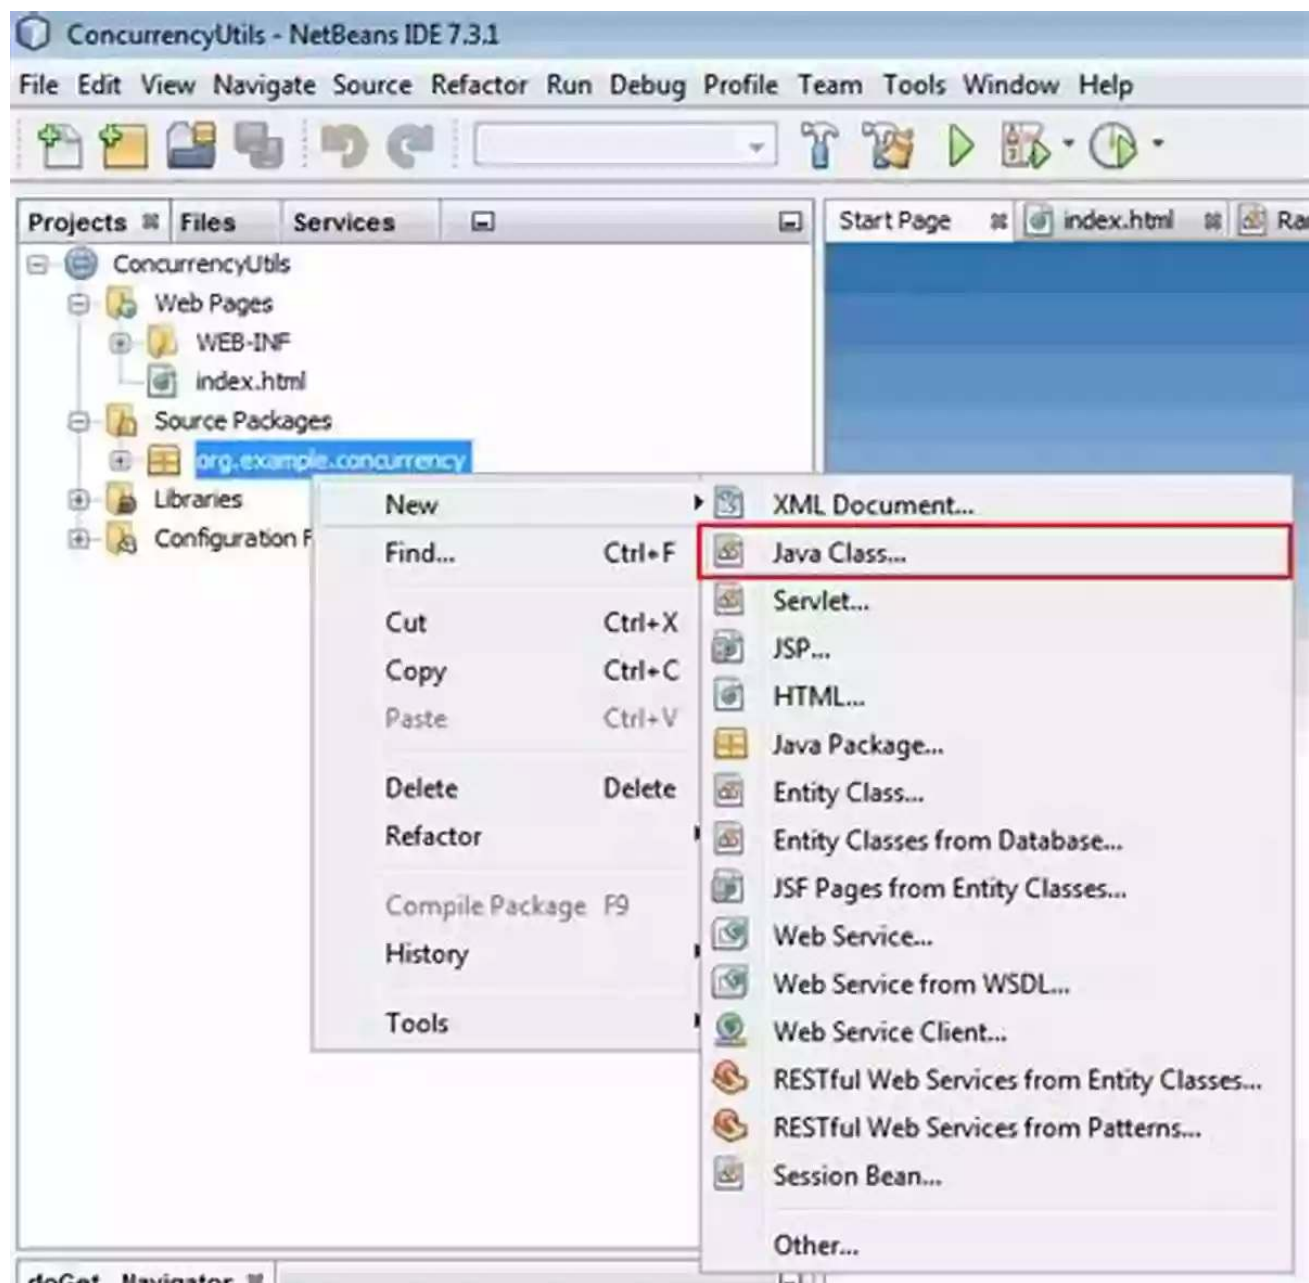 ConcurrencyUtils - NetBeans IDE 7.3.1
File Edit View Navigate Source Refactor Run Debug Profile Team Tools Window Help
Projects Files Services
Start Page index.html
ConcurrencyUtils
Web Pages
WEB-INF
index.html
Source Packages
org.example.concurrency
Libraries
Configuration F
New
Find... Ctrl+F
Cut Ctrl+X
Copy Ctrl+C
Paste Ctrl+V
Delete Delete
Refactor
Compile Package F9
History
Tools
XML Document...
Java Class...
Servlet...
JSP...
HTML...
Java Package...
Entity Class...
Entity Classes from Database...
JSF Pages from Entity Classes...
Web Service...
Web Service from WSDL...
Web Service Client...
RESTful Web Services from Entity Classes...
RESTful Web Services from Patterns...
Session Bean...
Other...
doGet - Navigator